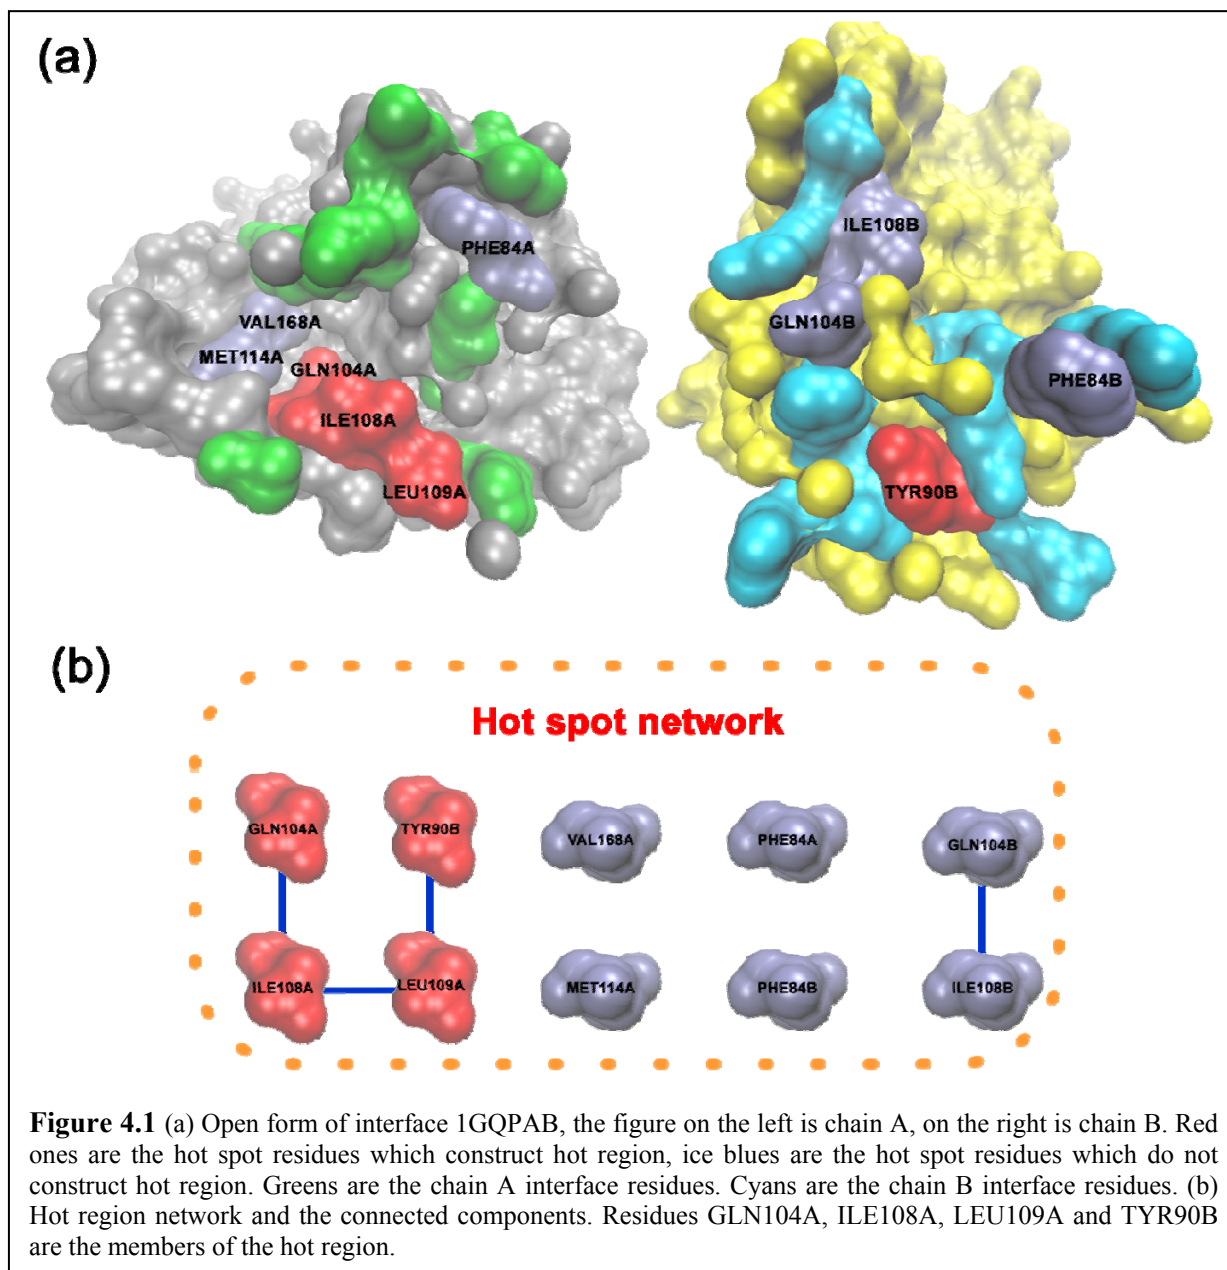 (a)
PHE84A
VAL168A
MET114A
GLN104A
ILE108A
LEU109A
ILE108B
GLN104B
PHE84B
TYR90B
(b)
Hot spot network
GLN104A
TYR90B
VAL168A
PHE84A
GLN104B
ILE108A
LEU109A
MET114A
PHE84B
ILE108B
Figure 4.1 (a) Open form of interface 1GQPAB, the figure on the left is chain A, on the right is chain B. Red
ones are the hot spot residues which construct hot region, ice blues are the hot spot residues which do not
construct hot region. Greens are the chain A interface residues. Cyans are the chain B interface residues. (b)
Hot region network and the connected components. Residues GLN104A, ILE108A, LEU109A and TYR90B
are the members of the hot region.